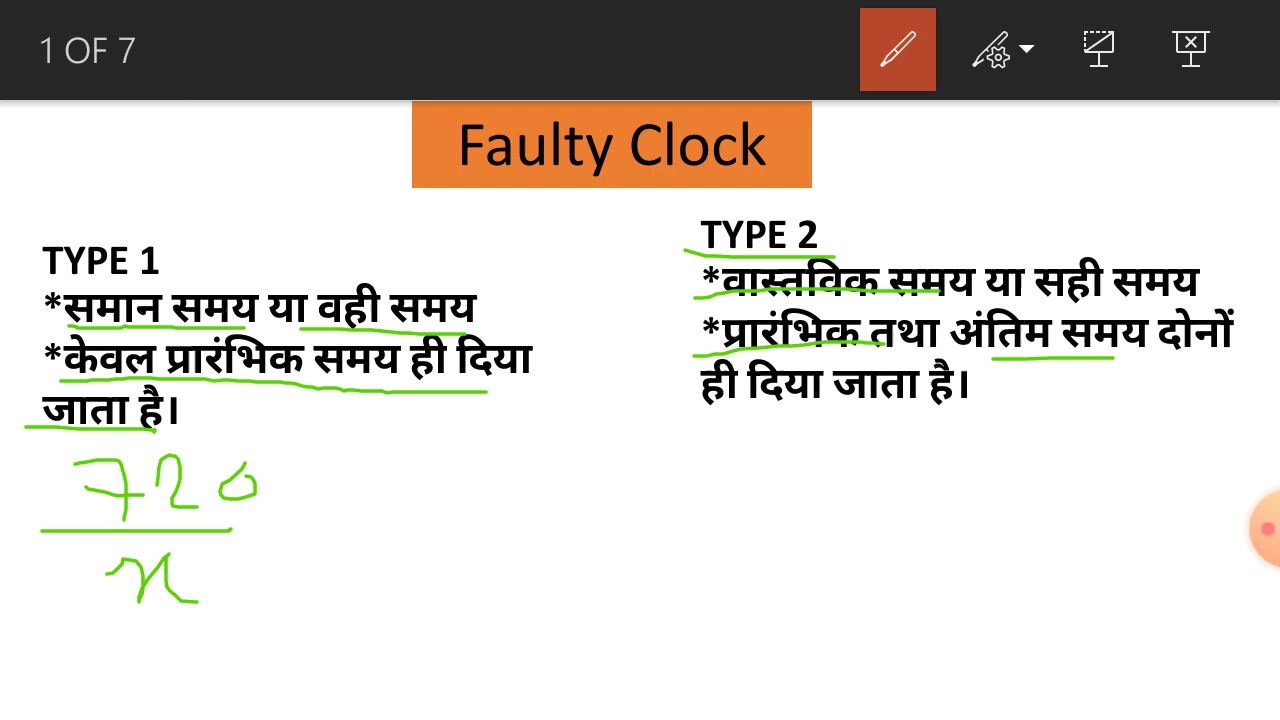 1 OF 7
Faulty Clock
TYPE 1
*समान समय या वही समय
*केवल प्रारंभिक समय ही दिया
जाता है।
720
x
TYPE 2
*वास्तविक समय या सही समय
*प्रारंभिक तथा अंतिम समय दोनों
ही दिया जाता है।